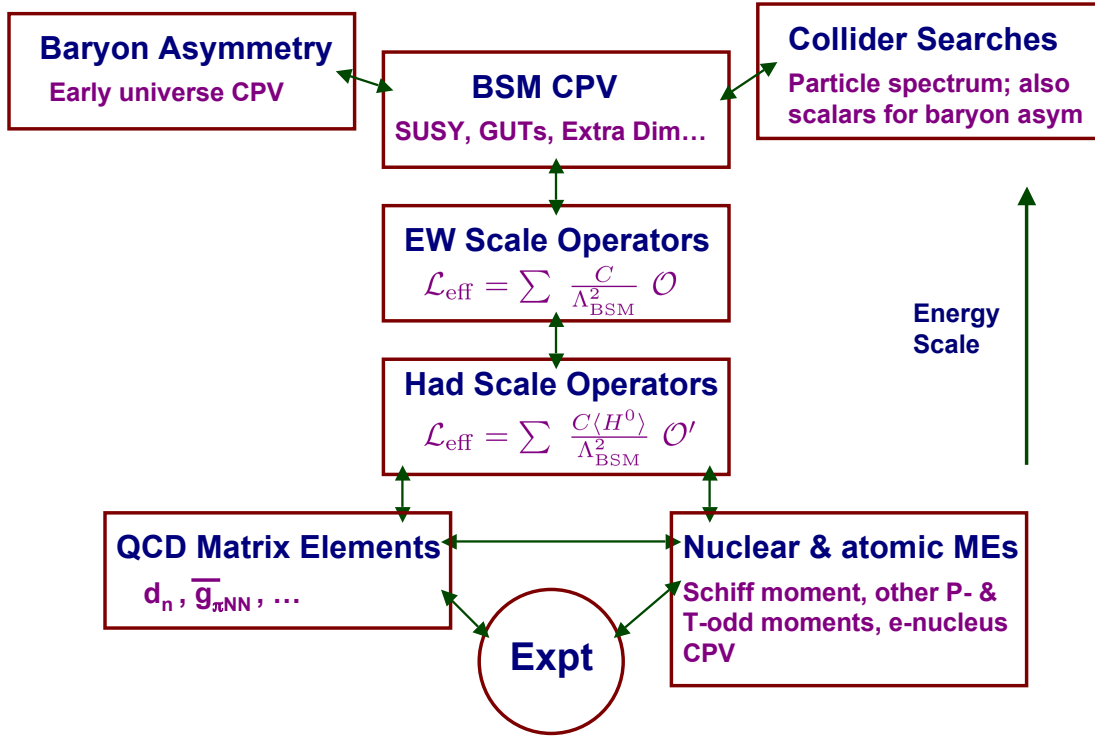 Baryon Asymmetry
Early universe CPV
BSM CPV
SUSY, GUTs, Extra Dim…
Collider Searches
Particle spectrum; also
scalars for baryon asym
EW Scale Operators
$\mathcal{L}_{\text{eff}} = \sum \frac{C}{\Lambda^2_{\text{BSM}}} \mathcal{O}$
Energy
Scale
Had Scale Operators
$\mathcal{L}_{\text{eff}} = \sum \frac{C\langle H^0 \rangle}{\Lambda^2_{\text{BSM}}} \mathcal{O}'$
QCD Matrix Elements
$d_n$, $\overline{g}_{\pi NN}$, …
Nuclear & atomic MEs
Schiff moment, other P- &
T-odd moments, e-nucleus
CPV
Expt